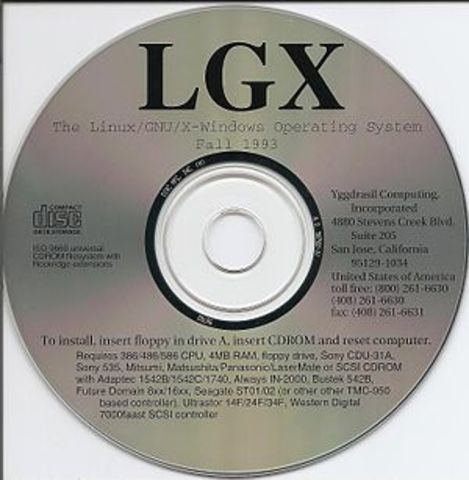 LGX
The Linux/GNU/X-Windows Operating System
Fall 1993
COMPACT
disc
DATA STORAGE
ISO 9660 universal
CDROM filesystem with
Rockridge extensions
Yggdrasil Computing,
Incorporated
4880 Stevens Creek Blvd.
Suite 205
San Jose, California
95129-1034
United States of America
toll free: (800) 261-6630
(408) 261-6630
fax: (408) 261-6631
To install, insert floppy in drive A, insert CDROM and reset computer.
Requires 386/486/586 CPU, 4MB RAM, floppy drive, Sony CDU-31A,
Sony 535, Mitsumi, Matsushita/Panasonic/LaserMate or SCSI CDROM
with Adaptec 1542B/1542C/1740, Always IN-2000, Bustek 542B,
Future Domain 8xx/16xx, Seagate ST01/02 (or other other TMC-950
based controller), Ultrastor 14F/24F/34F, Western Digital
7000faast SCSI controller